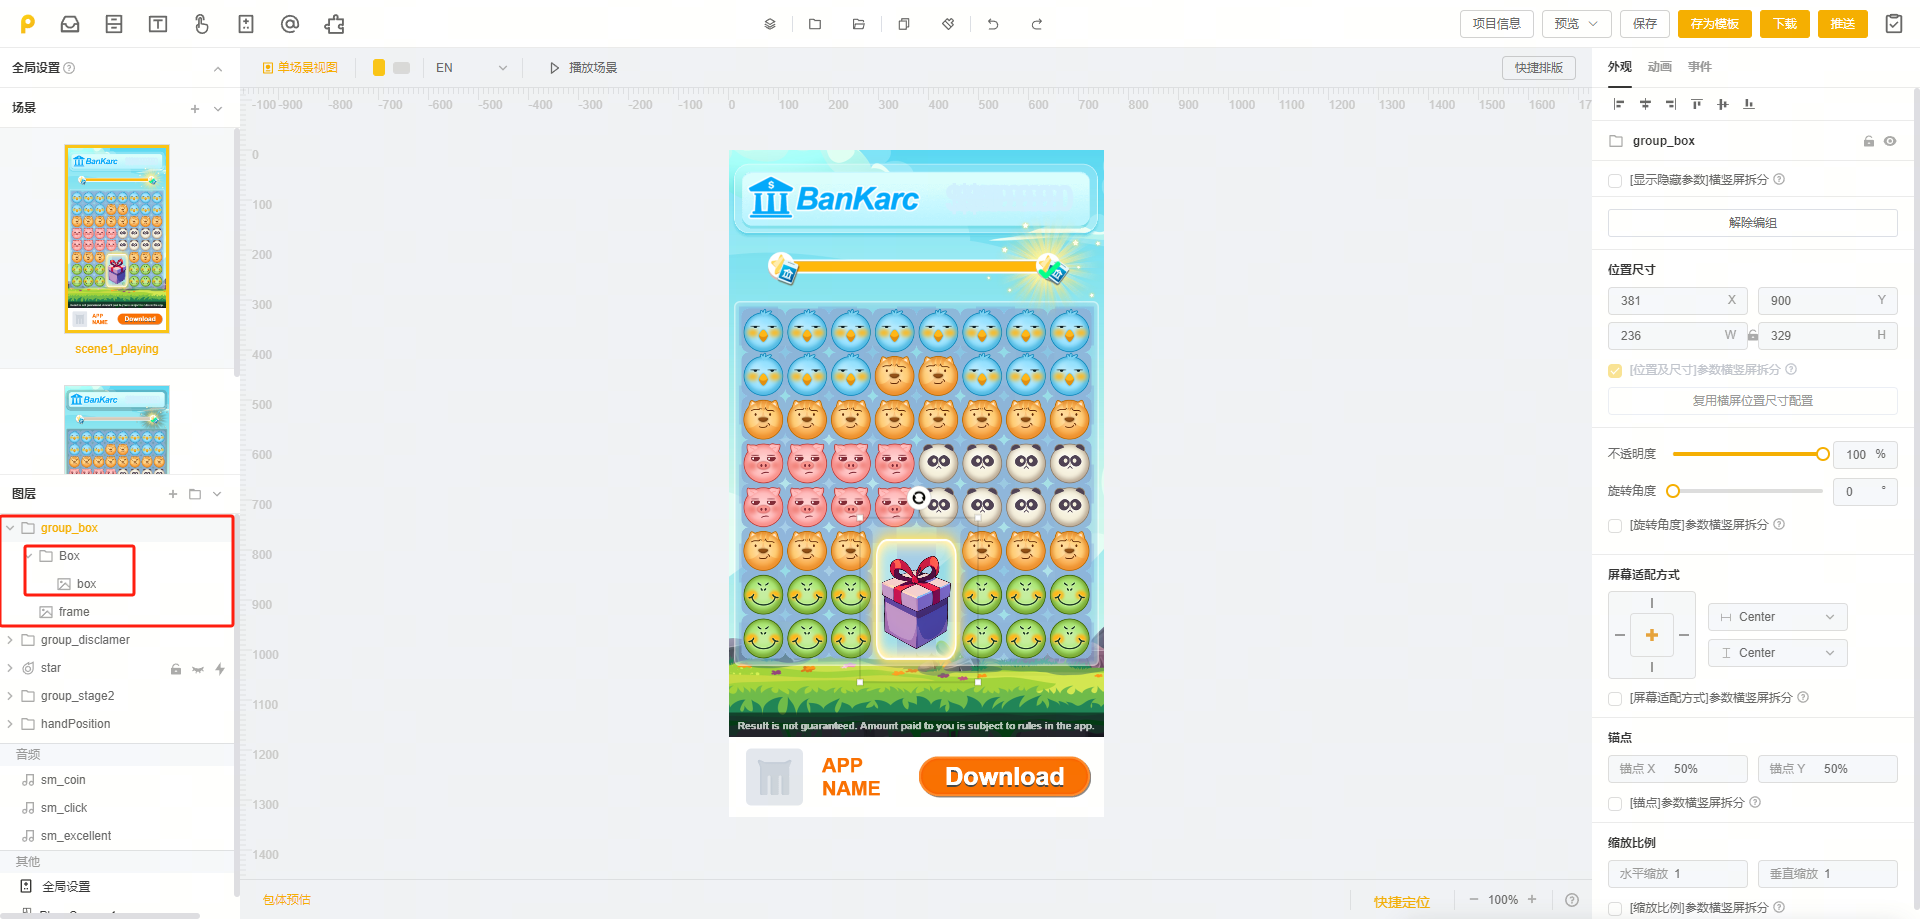 项目信息
预览
保存
存为模板
下载
推送
全局设置
场景
scene1_playing
图层
group_box
Box
box
frame
group_disclamer
star
group_stage2
handPosition
音频
sm_coin
sm_click
sm_excellent
其他
全局设置
单场景视图
EN
播放场景
快捷排版
-100 -900 -800 -700 -600 -500 -400 -300 -200 -100 0 100 200 300 400 500 600 700 800 900 1000 1100 1200 1300 1400 1500 1600 17
0
100
200
300
400
500
600
700
800
900
1000
1100
1200
1300
1400
BanKarc
Result is not guaranteed. Amount paid to you is subject to rules in the app.
APP
NAME
Download
包体预估
快捷定位
100%
外观 动画 事件
group_box
[显示隐藏参数]横竖屏拆分
解除编组
位置尺寸
381 X 900 Y
236 W 329 H
[位置及尺寸]参数横竖屏拆分
复用横屏位置尺寸配置
不透明度 100 %
旋转角度 0 °
[旋转角度]参数横竖屏拆分
屏幕适配方式
Center
Center
[屏幕适配方式]参数横竖屏拆分
锚点
锚点 X 50% 锚点 Y 50%
[锚点]参数横竖屏拆分
缩放比例
水平缩放 1 垂直缩放 1
[缩放比例]参数横竖屏拆分